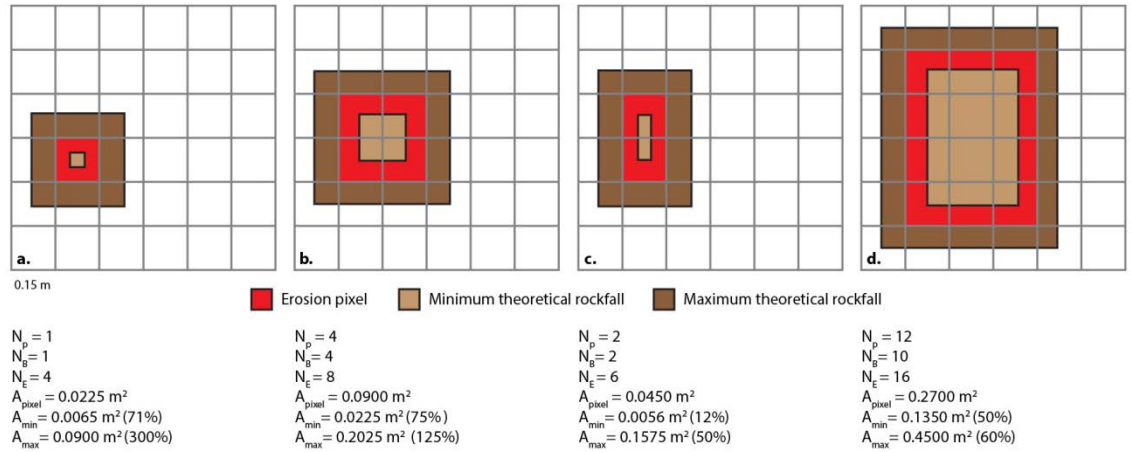 a.
b.
c.
d.
0.15 m
Erosion pixel
Minimum theoretical rockfall
Maximum theoretical rockfall
Np = 1
NB= 1
NE= 4
Apixel= 0.0225 m²
Amin= 0.0065 m² (71%)
Amax= 0.0900 m² (300%)
Np = 4
NB= 4
NE= 8
Apixel= 0.0900 m²
Amin= 0.0225 m² (75%)
Amax= 0.2025 m² (125%)
Np = 2
NB= 2
NE= 6
Apixel= 0.0450 m²
Amin= 0.0056 m² (12%)
Amax= 0.1575 m² (50%)
Np = 12
NB= 10
NE= 16
Apixel= 0.2700 m²
Amin= 0.1350 m² (50%)
Amax= 0.4500 m² (60%)